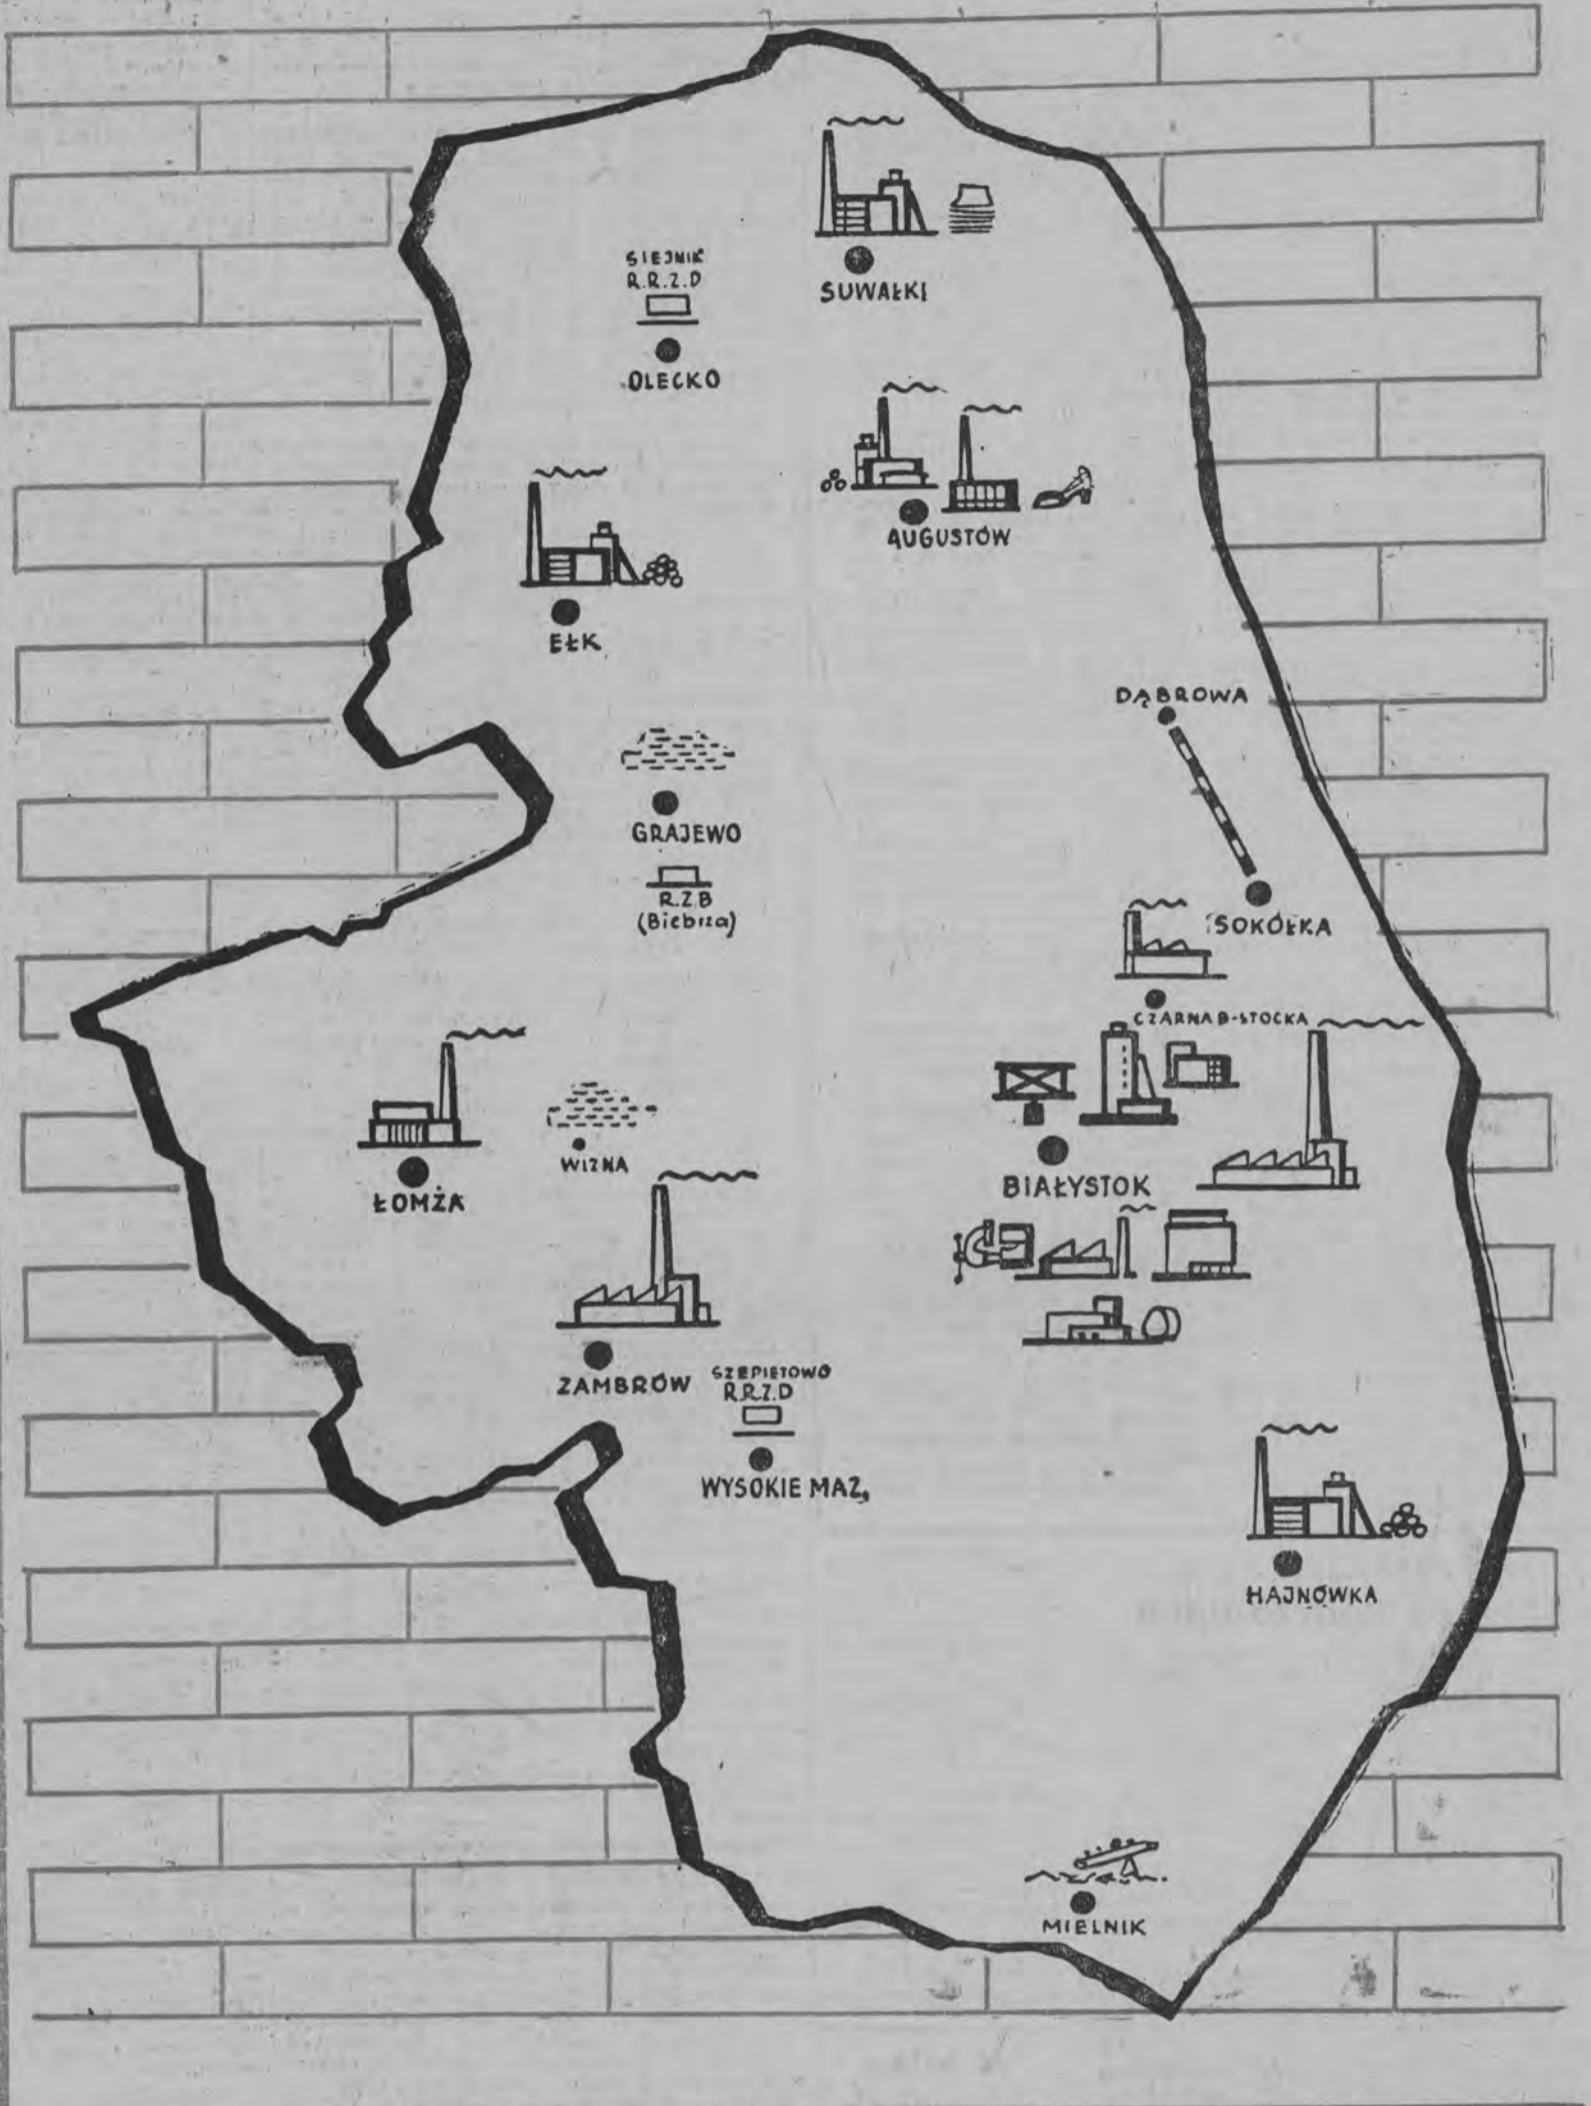 SUWAŁKI
SIEJNIK
R.R.Z.D
OLECKO
AUGUSTÓW
EŁK
DĄBROWA
GRAJEWO
R.Z.B
(Biebrza)
SOKÓŁKA
CZARNA B-STOCKA
ŁOMŻA
WIZNA
BIAŁYSTOK
ZAMBRÓW
SZEPIETOWO
R.R.Z.D
WYSOKIE MAZ,
HAJNÓWKA
MIELNIK